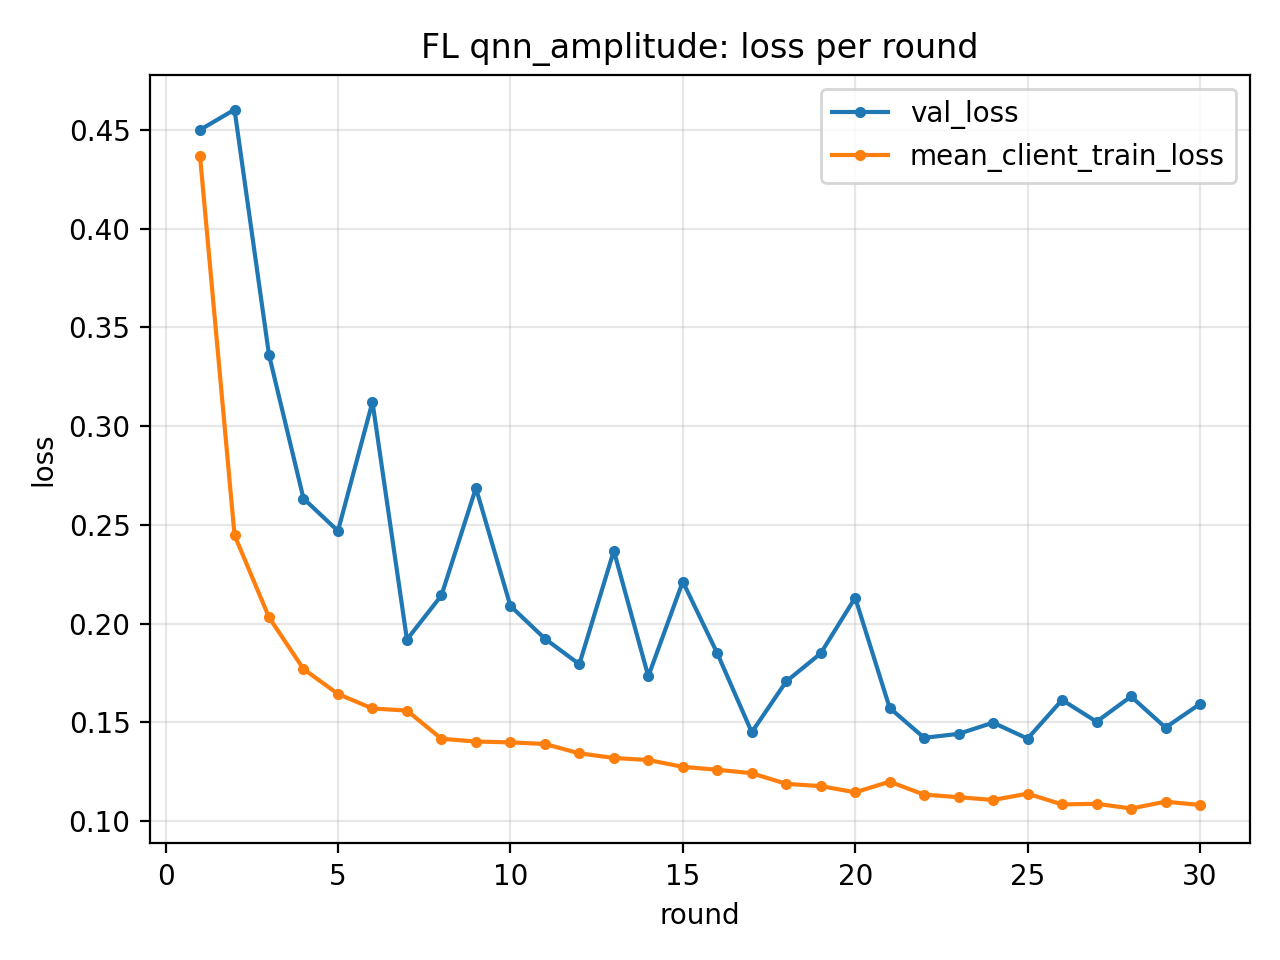 FL qnn_amplitude: loss per round
val_loss
mean_client_train_loss
0.45
0.40
0.35
0.30
0.25
0.20
0.15
0.10
loss
0 5 10 15 20 25 30
round